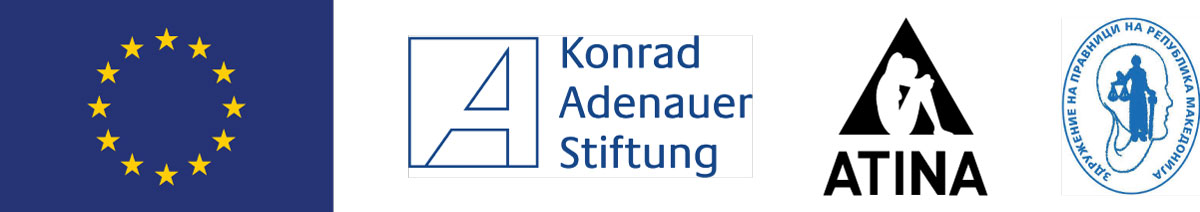 Konrad
Adenauer
Stiftung
ATINA
ЗДРУЖЕНИЕ НА ПРАВНИЦИ НА РЕПУБЛИКА МАКЕДОНИЈА